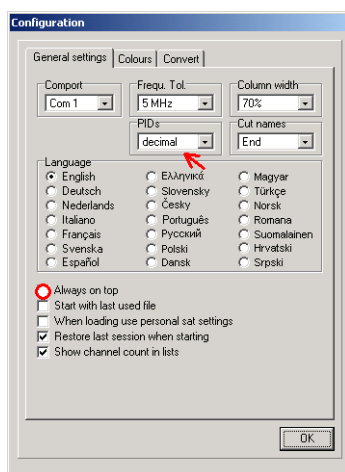 Configuration
General settings Colours Convert
Comport Frequ. Tol. Column width
Com 1 5 MHz 70%
PIDs Cut names
decimal End
Language
English Ελληνικά Magyar
Deutsch Slovensky Türkçe
Nederlands Česky Norsk
Italiano Português Romana
Français Русский Suomalainen
Svenska Polski Hrvatski
Español Dansk Srpski
Always on top
Start with last used file
When loading use personal sat settings
Restore last session when starting
Show channel count in lists
OK